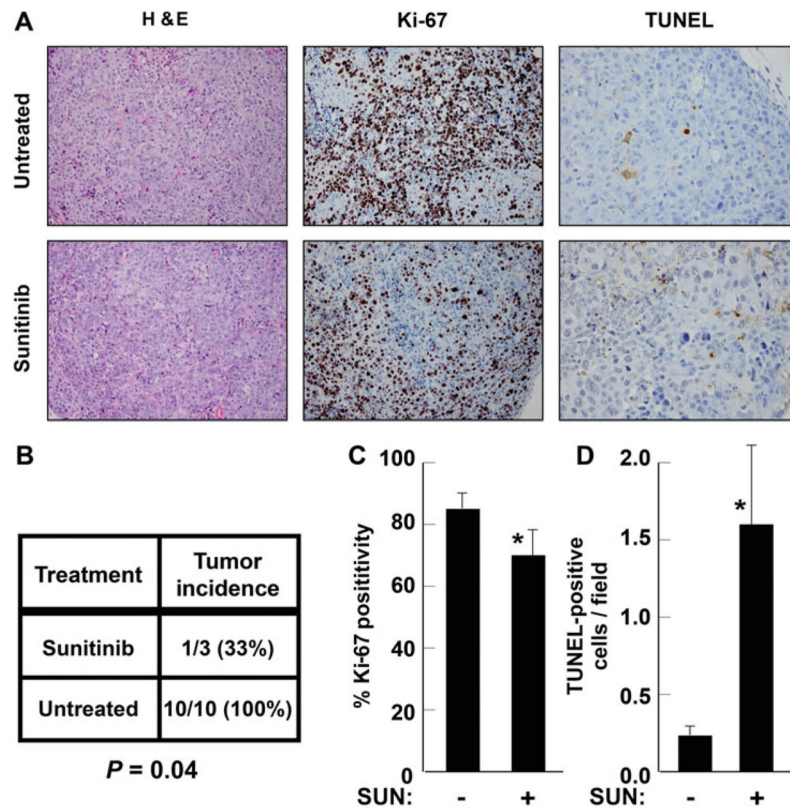 A
H & E
Ki-67
TUNEL
Untreated
Sunitinib
B
Treatment
Tumor
incidence
Sunitinib
1/3 (33%)
Untreated
10/10 (100%)
P = 0.04
C
% Ki-67 posititivity
100
80
60
40
20
0
SUN:
-
+
D
TUNEL-positive
cells / field
2.0
1.5
1.0
0.5
0.0
*
*
SUN:
-
+